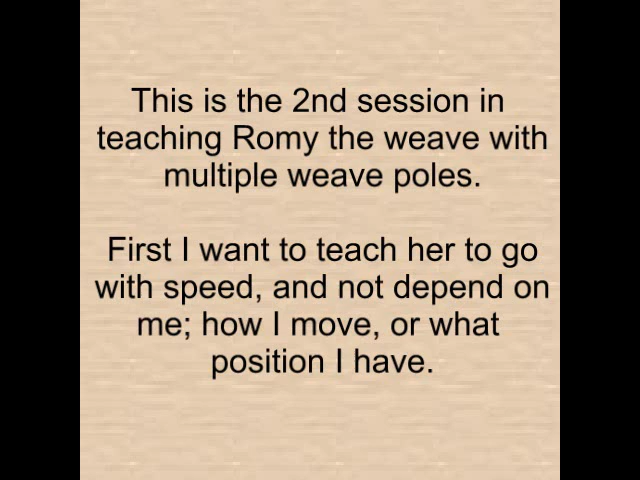 This is the 2nd session in
teaching Romy the weave with
multiple weave poles.
First I want to teach her to go
with speed, and not depend on
me; how I move, or what
position I have.